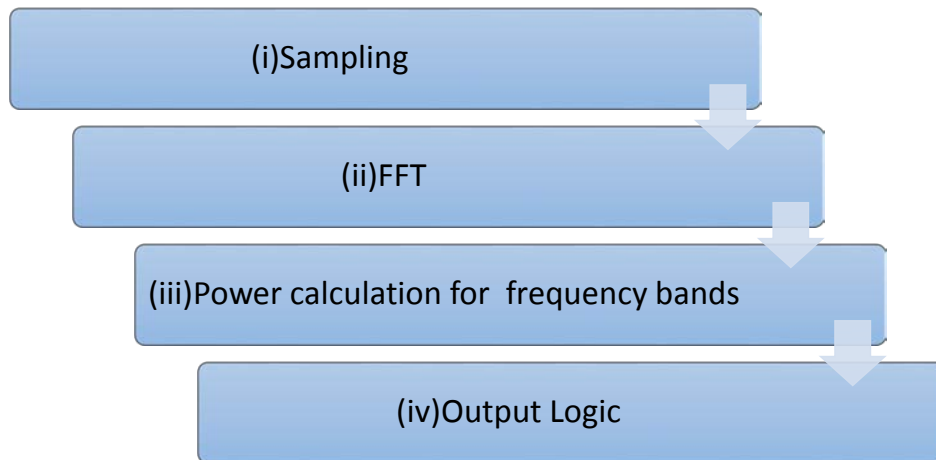 (i)Sampling
(ii)FFT
(iii)Power calculation for frequency bands
(iv)Output Logic